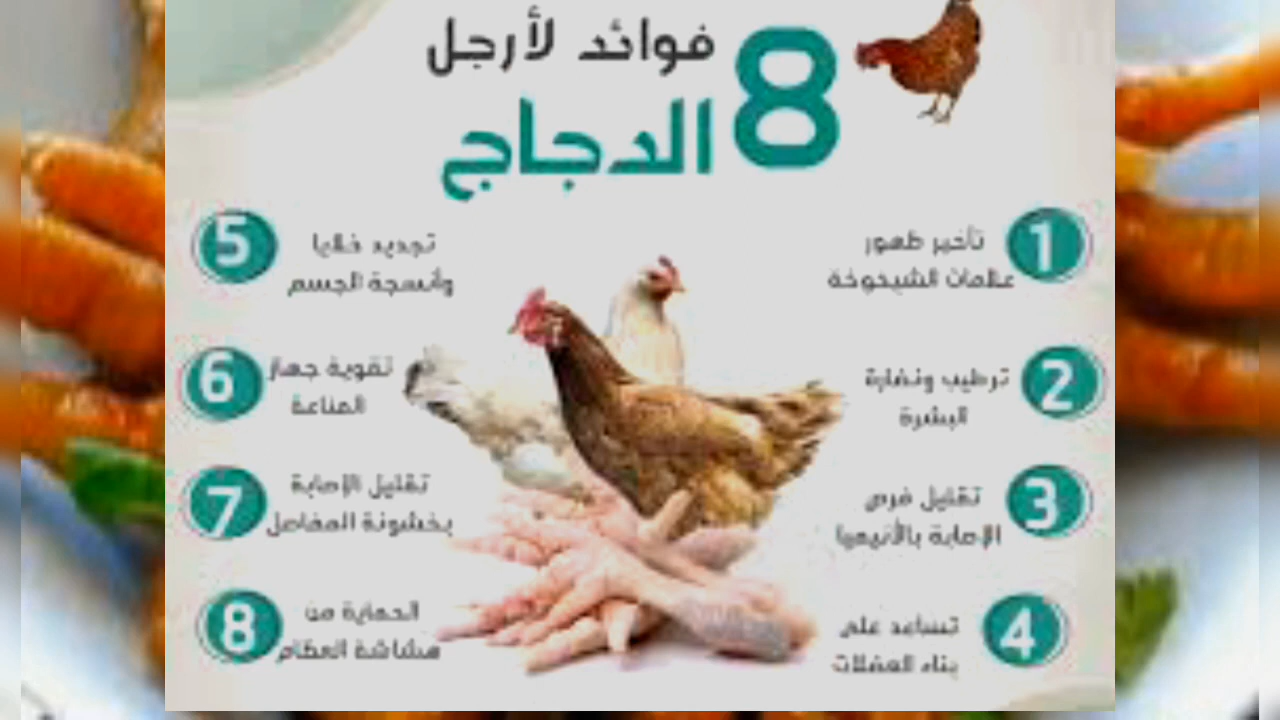 8 فوائد لأرجل
الدجاج
1 تأخير ظهور
علامات الشيخوخة
2 ترطيب ونضارة
البشرة
3 تقليل فرص
الإصابة بالأنيميا
4 تساعد على
بناء العضلات
5 تجديد خلايا
وأنسجة الجسم
6 تقوية جهاز
المناعة
7 تقليل الإصابة
بخشونة المفاصل
8 الحماية من
هشاشة العظام